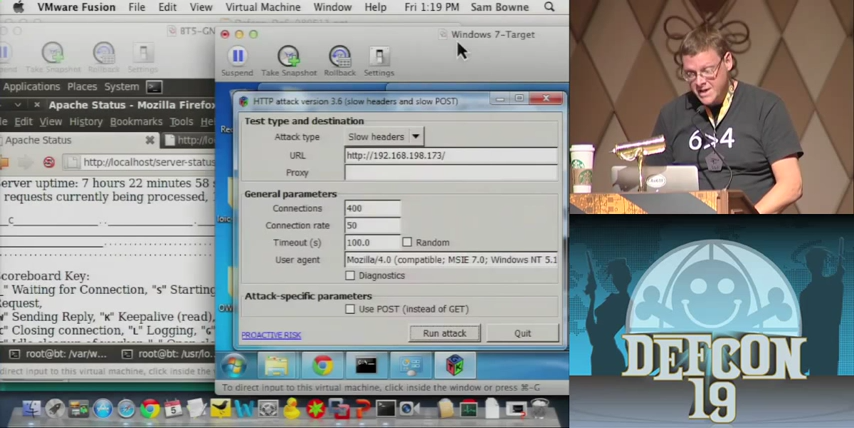 VMware Fusion File Edit View Virtual Machine Window Help Fri 1:19 PM Sam Bowne
BT5-GN
Windows 7-Target
Take Snapshot Rollback Settings
Suspend Take Snapshot Rollback Settings
Applications Places System
Apache Status - Mozilla Firefox
Edit View History Bookmarks Tools H
Apache Status
http://localhost/server-status
Server uptime: 7 hours 22 minutes 58 s
requests currently being processed, 1
HTTP attack version 3.6 (slow headers and slow POST)
Test type and destination
Attack type Slow headers
URL http://192.168.198.173/
Proxy
General parameters
Connections 400
Connection rate 50
Timeout (s) 100.0 Random
User agent Mozilla/4.0 (compatible; MSIE 7.0; Windows NT 5.1
Diagnostics
Attack-specific parameters
Use POST (instead of GET)
PROACTIVE RISK Run attack Quit
Scoreboard Key:
"_" Waiting for Connection, "S" Starting
Request,
"W" Sending Reply, "K" Keepalive (read),
"C" Closing connection, "L" Logging, "G"
root@bt: /var/w... root@bt: /usr/lo...
To direct input to this virtual machine, click inside the window or press ⌘-G
6>4
DEFCON
19